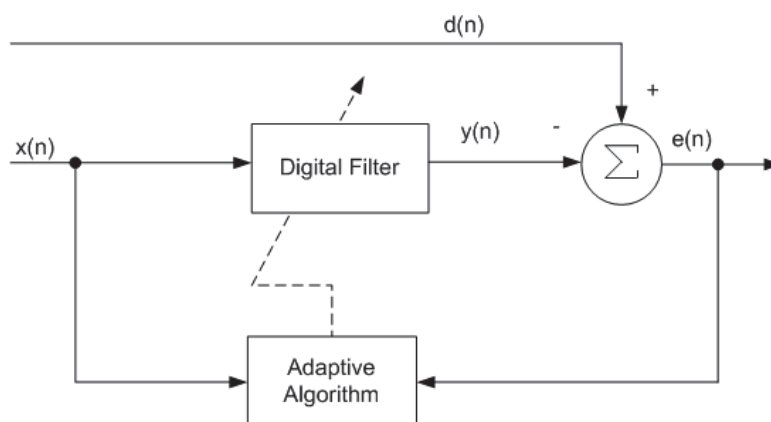 d(n)
+
x(n)
Digital Filter
y(n)
-
Σ
e(n)
Adaptive
Algorithm